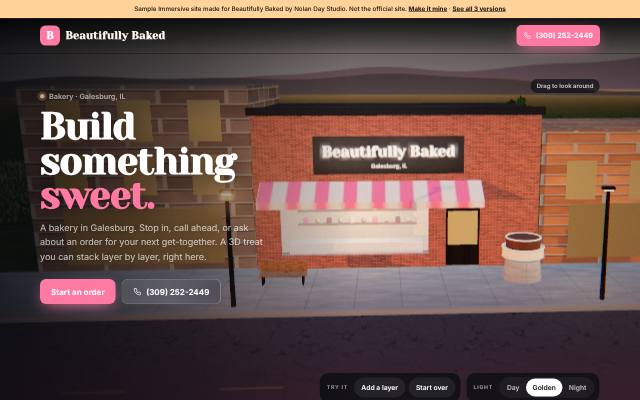 Sample Immersive site made for Beautifully Baked by Nolan Day Studio. Not the official site. Make it mine · See all 3 versions
B Beautifully Baked
(309) 252-2449
Drag to look around
Bakery · Galesburg, IL
Build
something
sweet.
Beautifully Baked
Galesburg, IL
A bakery in Galesburg. Stop in, call ahead, or ask
about an order for your next get-together. A 3D treat
you can stack layer by layer, right here.
Start an order
(309) 252-2449
TRY IT Add a layer Start over
LIGHT Day Golden Night